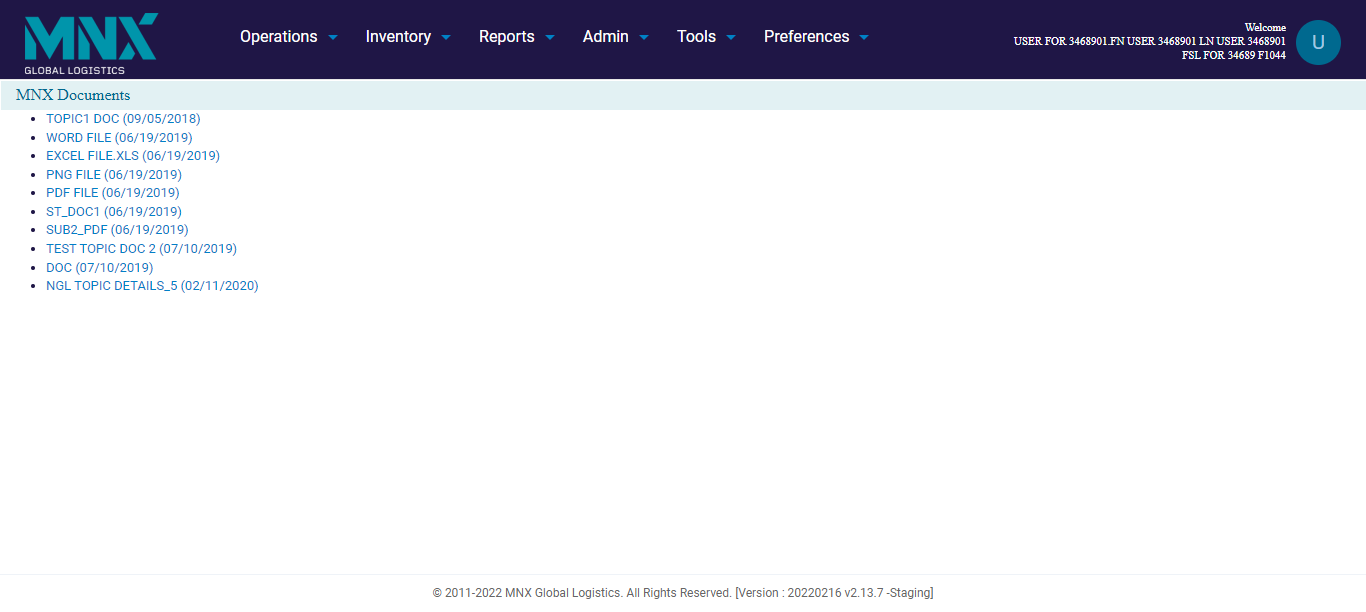 MNX
GLOBAL LOGISTICS
Operations Inventory Reports Admin Tools Preferences
Welcome
USER FOR 3468901.FN USER 3468901 LN USER 3468901
FSL FOR 34689 F1044
U
MNX Documents
TOPIC1 DOC (09/05/2018)
WORD FILE (06/19/2019)
EXCEL FILE.XLS (06/19/2019)
PNG FILE (06/19/2019)
PDF FILE (06/19/2019)
ST_DOC1 (06/19/2019)
SUB2_PDF (06/19/2019)
TEST TOPIC DOC 2 (07/10/2019)
DOC (07/10/2019)
NGL TOPIC DETAILS_5 (02/11/2020)
© 2011-2022 MNX Global Logistics. All Rights Reserved. [Version : 20220216 v2.13.7 -Staging]